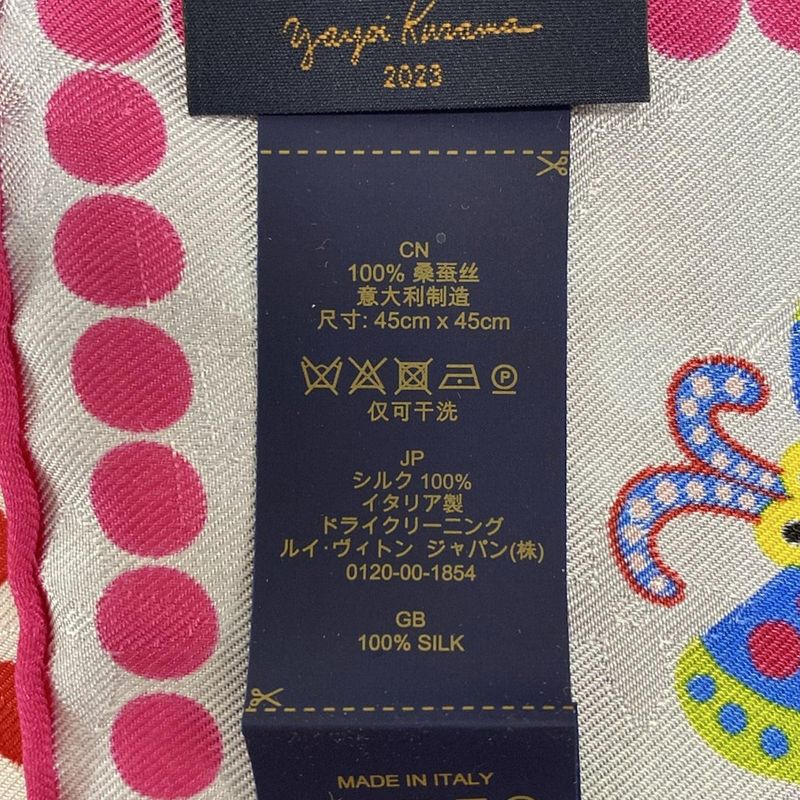 Yayoi Kusama
2023
CN
100% 桑蚕丝
意大利制造
尺寸: 45cm x 45cm
P
仅可干洗
JP
シルク 100%
イタリア製
ドライクリーニング
ルイ·ヴィトン ジャパン(株)
0120-00-1854
GB
100% SILK
MADE IN ITALY